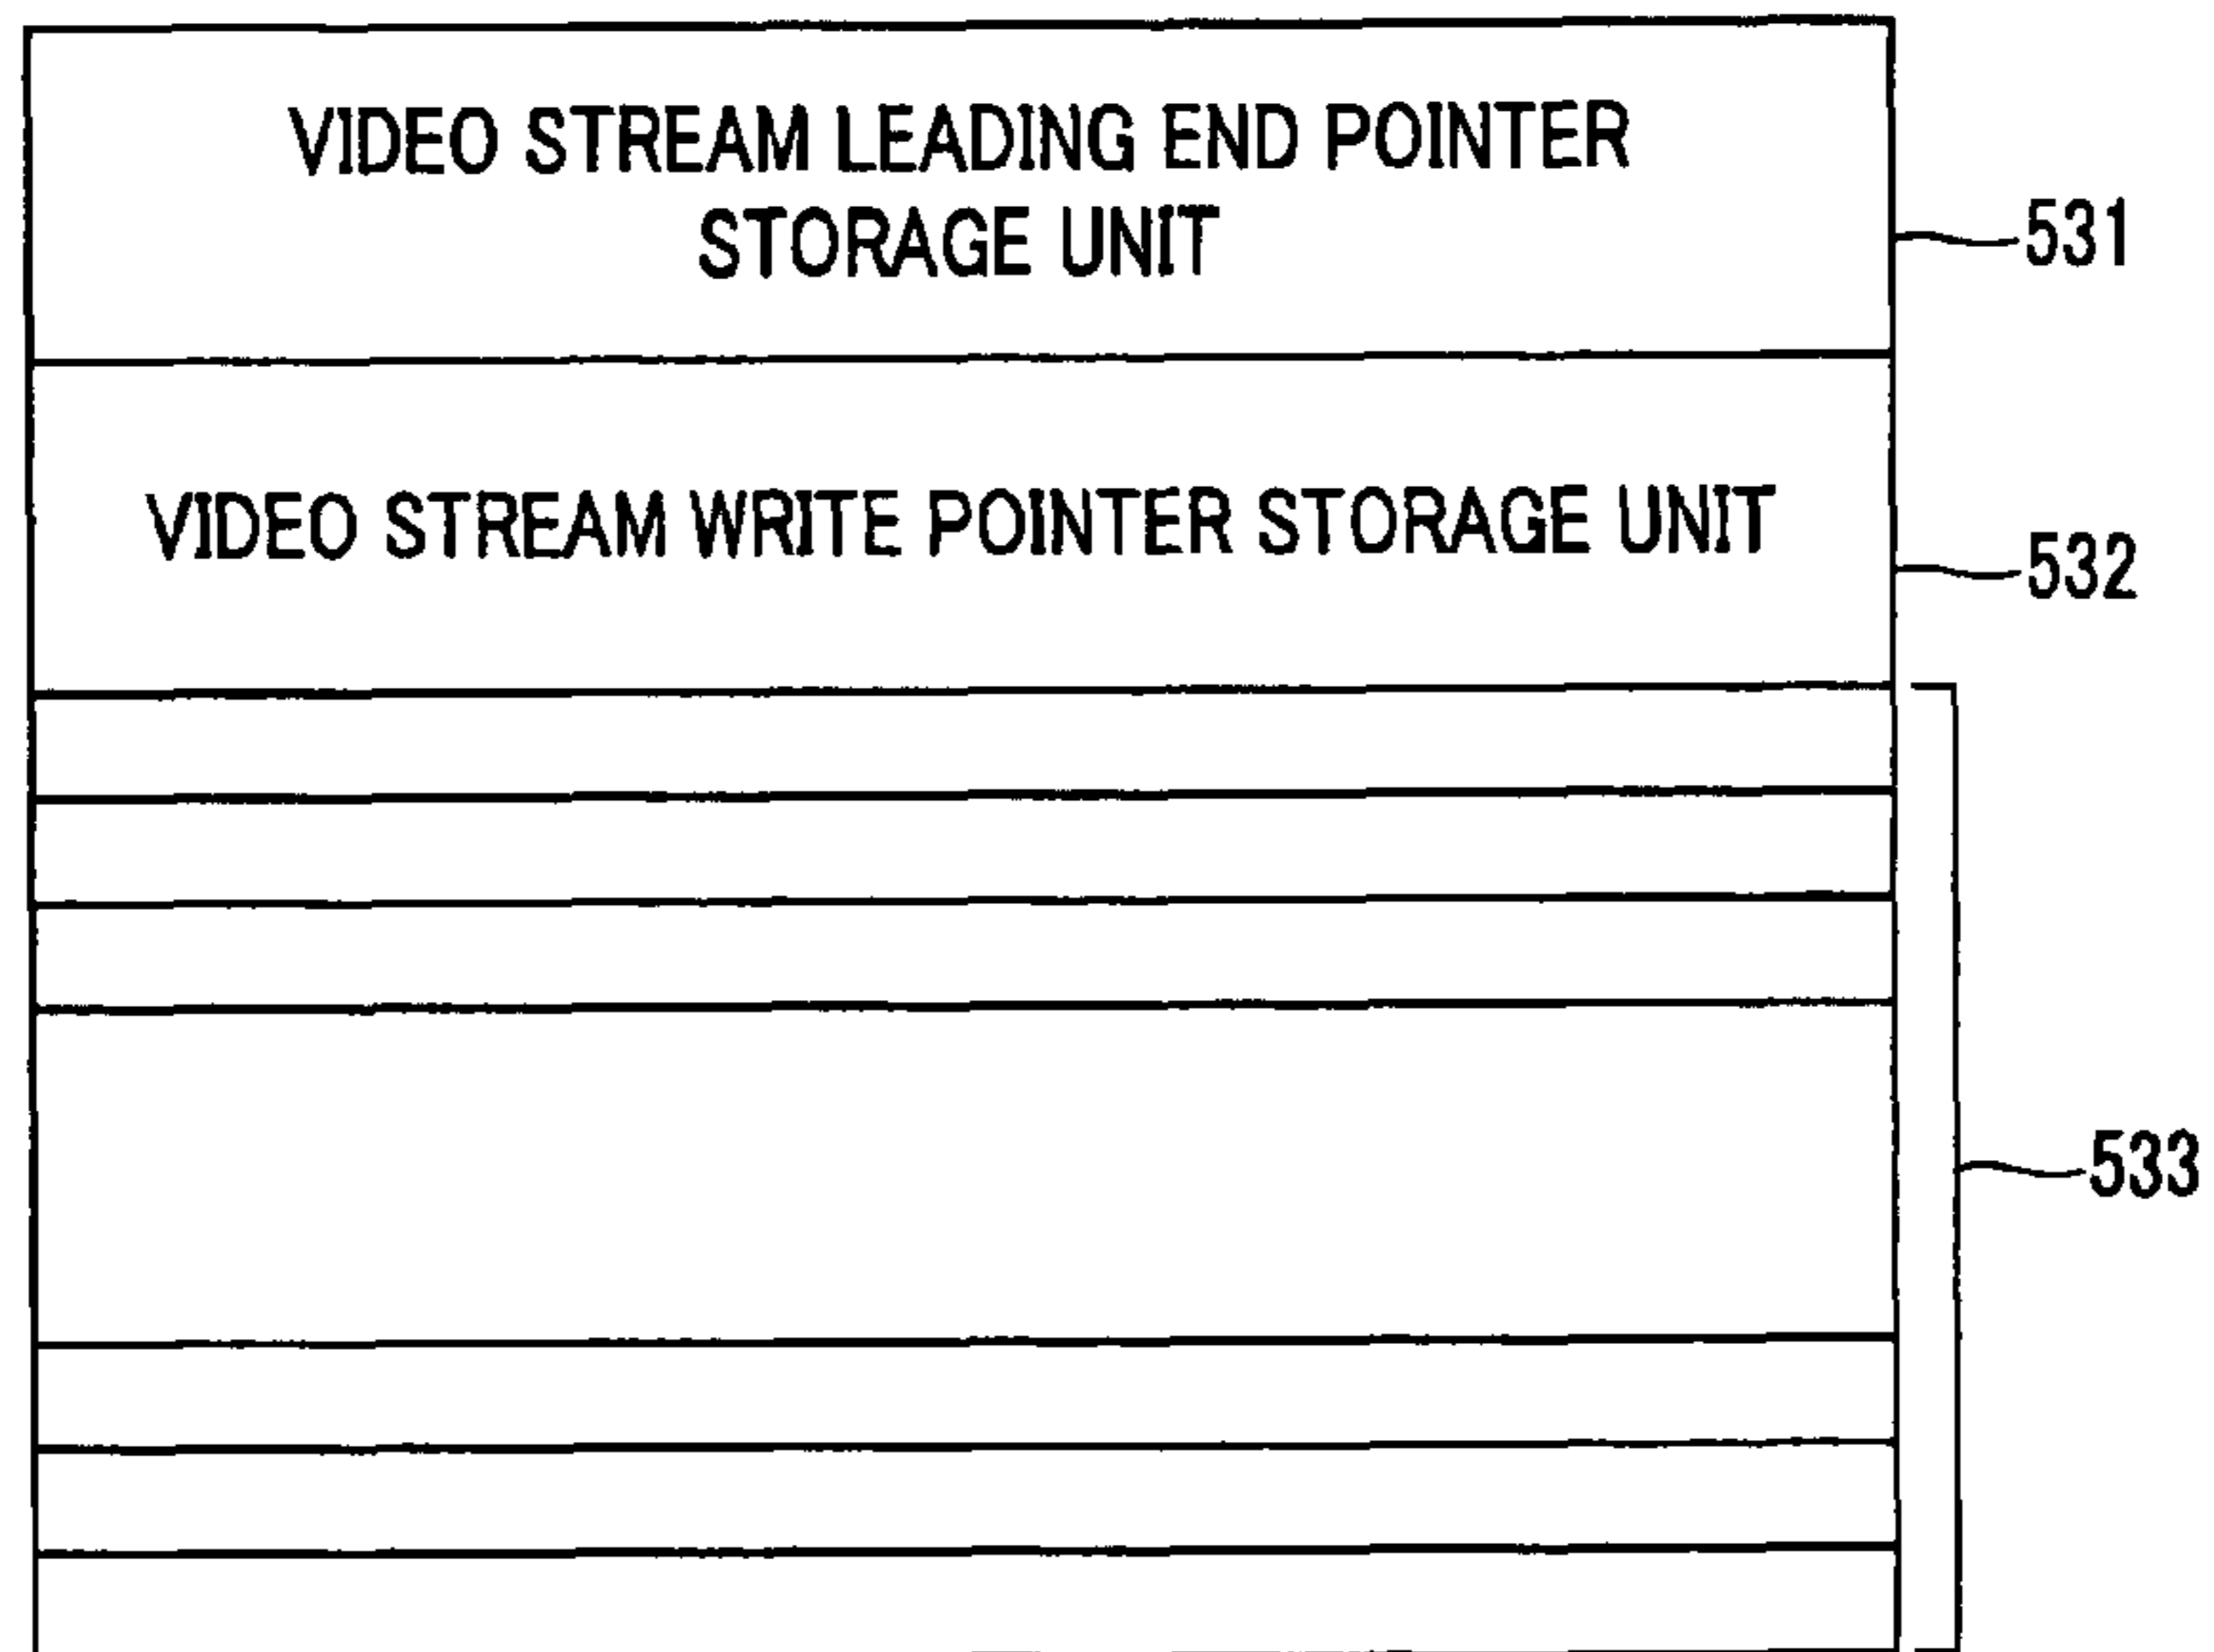 VIDEO STREAM LEADING END POINTER
STORAGE UNIT
531
VIDEO STREAM WRITE POINTER STORAGE UNIT
532
533